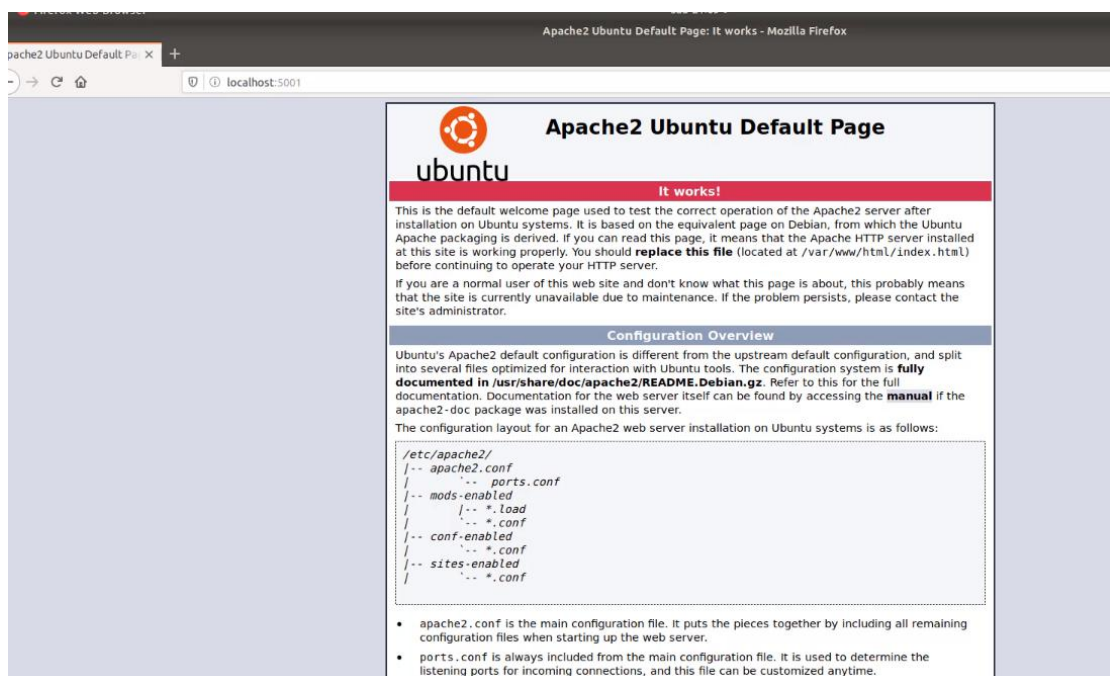 Firefox Web Browser
Apache2 Ubuntu Default Page: It works - Mozilla Firefox
pache2 Ubuntu Default Pa
localhost:5001
ubuntu
Apache2 Ubuntu Default Page
It works!
This is the default welcome page used to test the correct operation of the Apache2 server after
installation on Ubuntu systems. It is based on the equivalent page on Debian, from which the Ubuntu
Apache packaging is derived. If you can read this page, it means that the Apache HTTP server installed
at this site is working properly. You should replace this file (located at /var/www/html/index.html)
before continuing to operate your HTTP server.
If you are a normal user of this web site and don't know what this page is about, this probably means
that the site is currently unavailable due to maintenance. If the problem persists, please contact the
site's administrator.
Configuration Overview
Ubuntu's Apache2 default configuration is different from the upstream default configuration, and split
into several files optimized for interaction with Ubuntu tools. The configuration system is fully
documented in /usr/share/doc/apache2/README.Debian.gz. Refer to this for the full
documentation. Documentation for the web server itself can be found by accessing the manual if the
apache2-doc package was installed on this server.
The configuration layout for an Apache2 web server installation on Ubuntu systems is as follows:
/etc/apache2/
|-- apache2.conf
|       `--  ports.conf
|-- mods-enabled
|       |-- *.load
|       `-- *.conf
|-- conf-enabled
|       `-- *.conf
|-- sites-enabled
|       `-- *.conf
• apache2.conf is the main configuration file. It puts the pieces together by including all remaining
configuration files when starting up the web server.
• ports.conf is always included from the main configuration file. It is used to determine the
listening ports for incoming connections, and this file can be customized anytime.